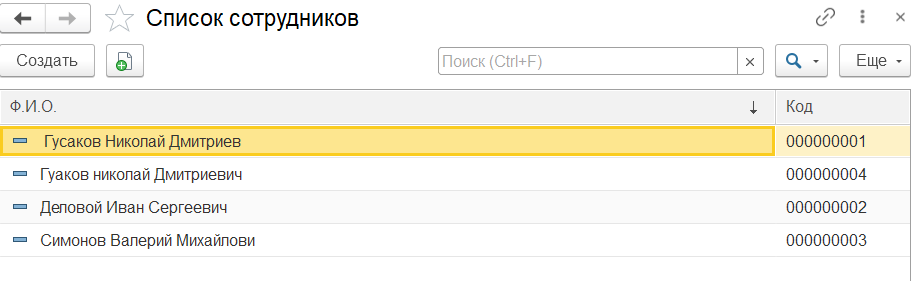 Список сотрудников
Создать Поиск (Ctrl+F) Еще
Ф.И.О. Код
Гусаков Николай Дмитриев 000000001
Гуаков николай Дмитриевич 000000004
Деловой Иван Сергеевич 000000002
Симонов Валерий Михайлови 000000003